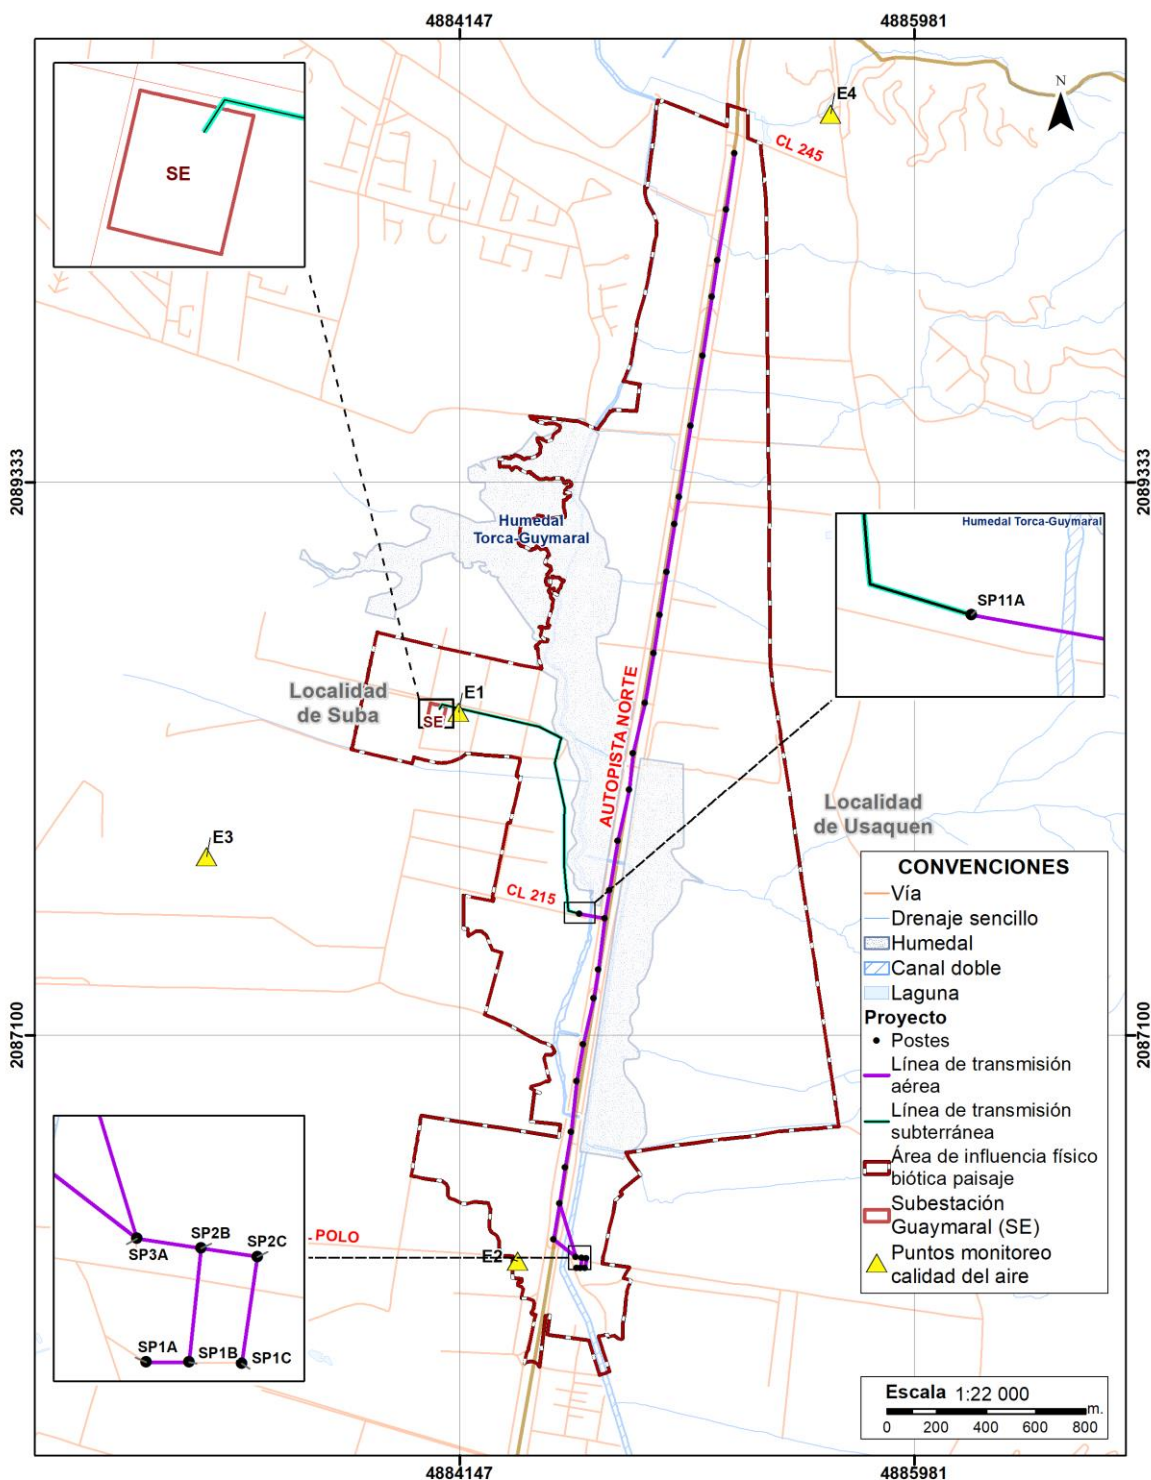 4884147
4885981
SE
E4
N
CL 245
2089333
2089333
Humedal
Torca-Guymaral
Humedal Torca-Guymaral
SP11A
AUTOPISTA NORTE
Localidad
de Suba
E1
SE
Localidad
de Usaquen
E3
CL 215
CONVENCIONES
Vía
Drenaje sencillo
Humedal
Canal doble
Laguna
Proyecto
Postes
Línea de transmisión
aérea
Línea de transmisión
subterránea
Área de influencia físico
biótica paisaje
Subestación
Guaymaral (SE)
Puntos monitoreo
calidad del aire
2087100
2087100
SP3A
SP2B
SP2C
SP1A
SP1B
SP1C
POLO
E2
Escala 1:22 000
m.
0 200 400 600 800
4884147
4885981